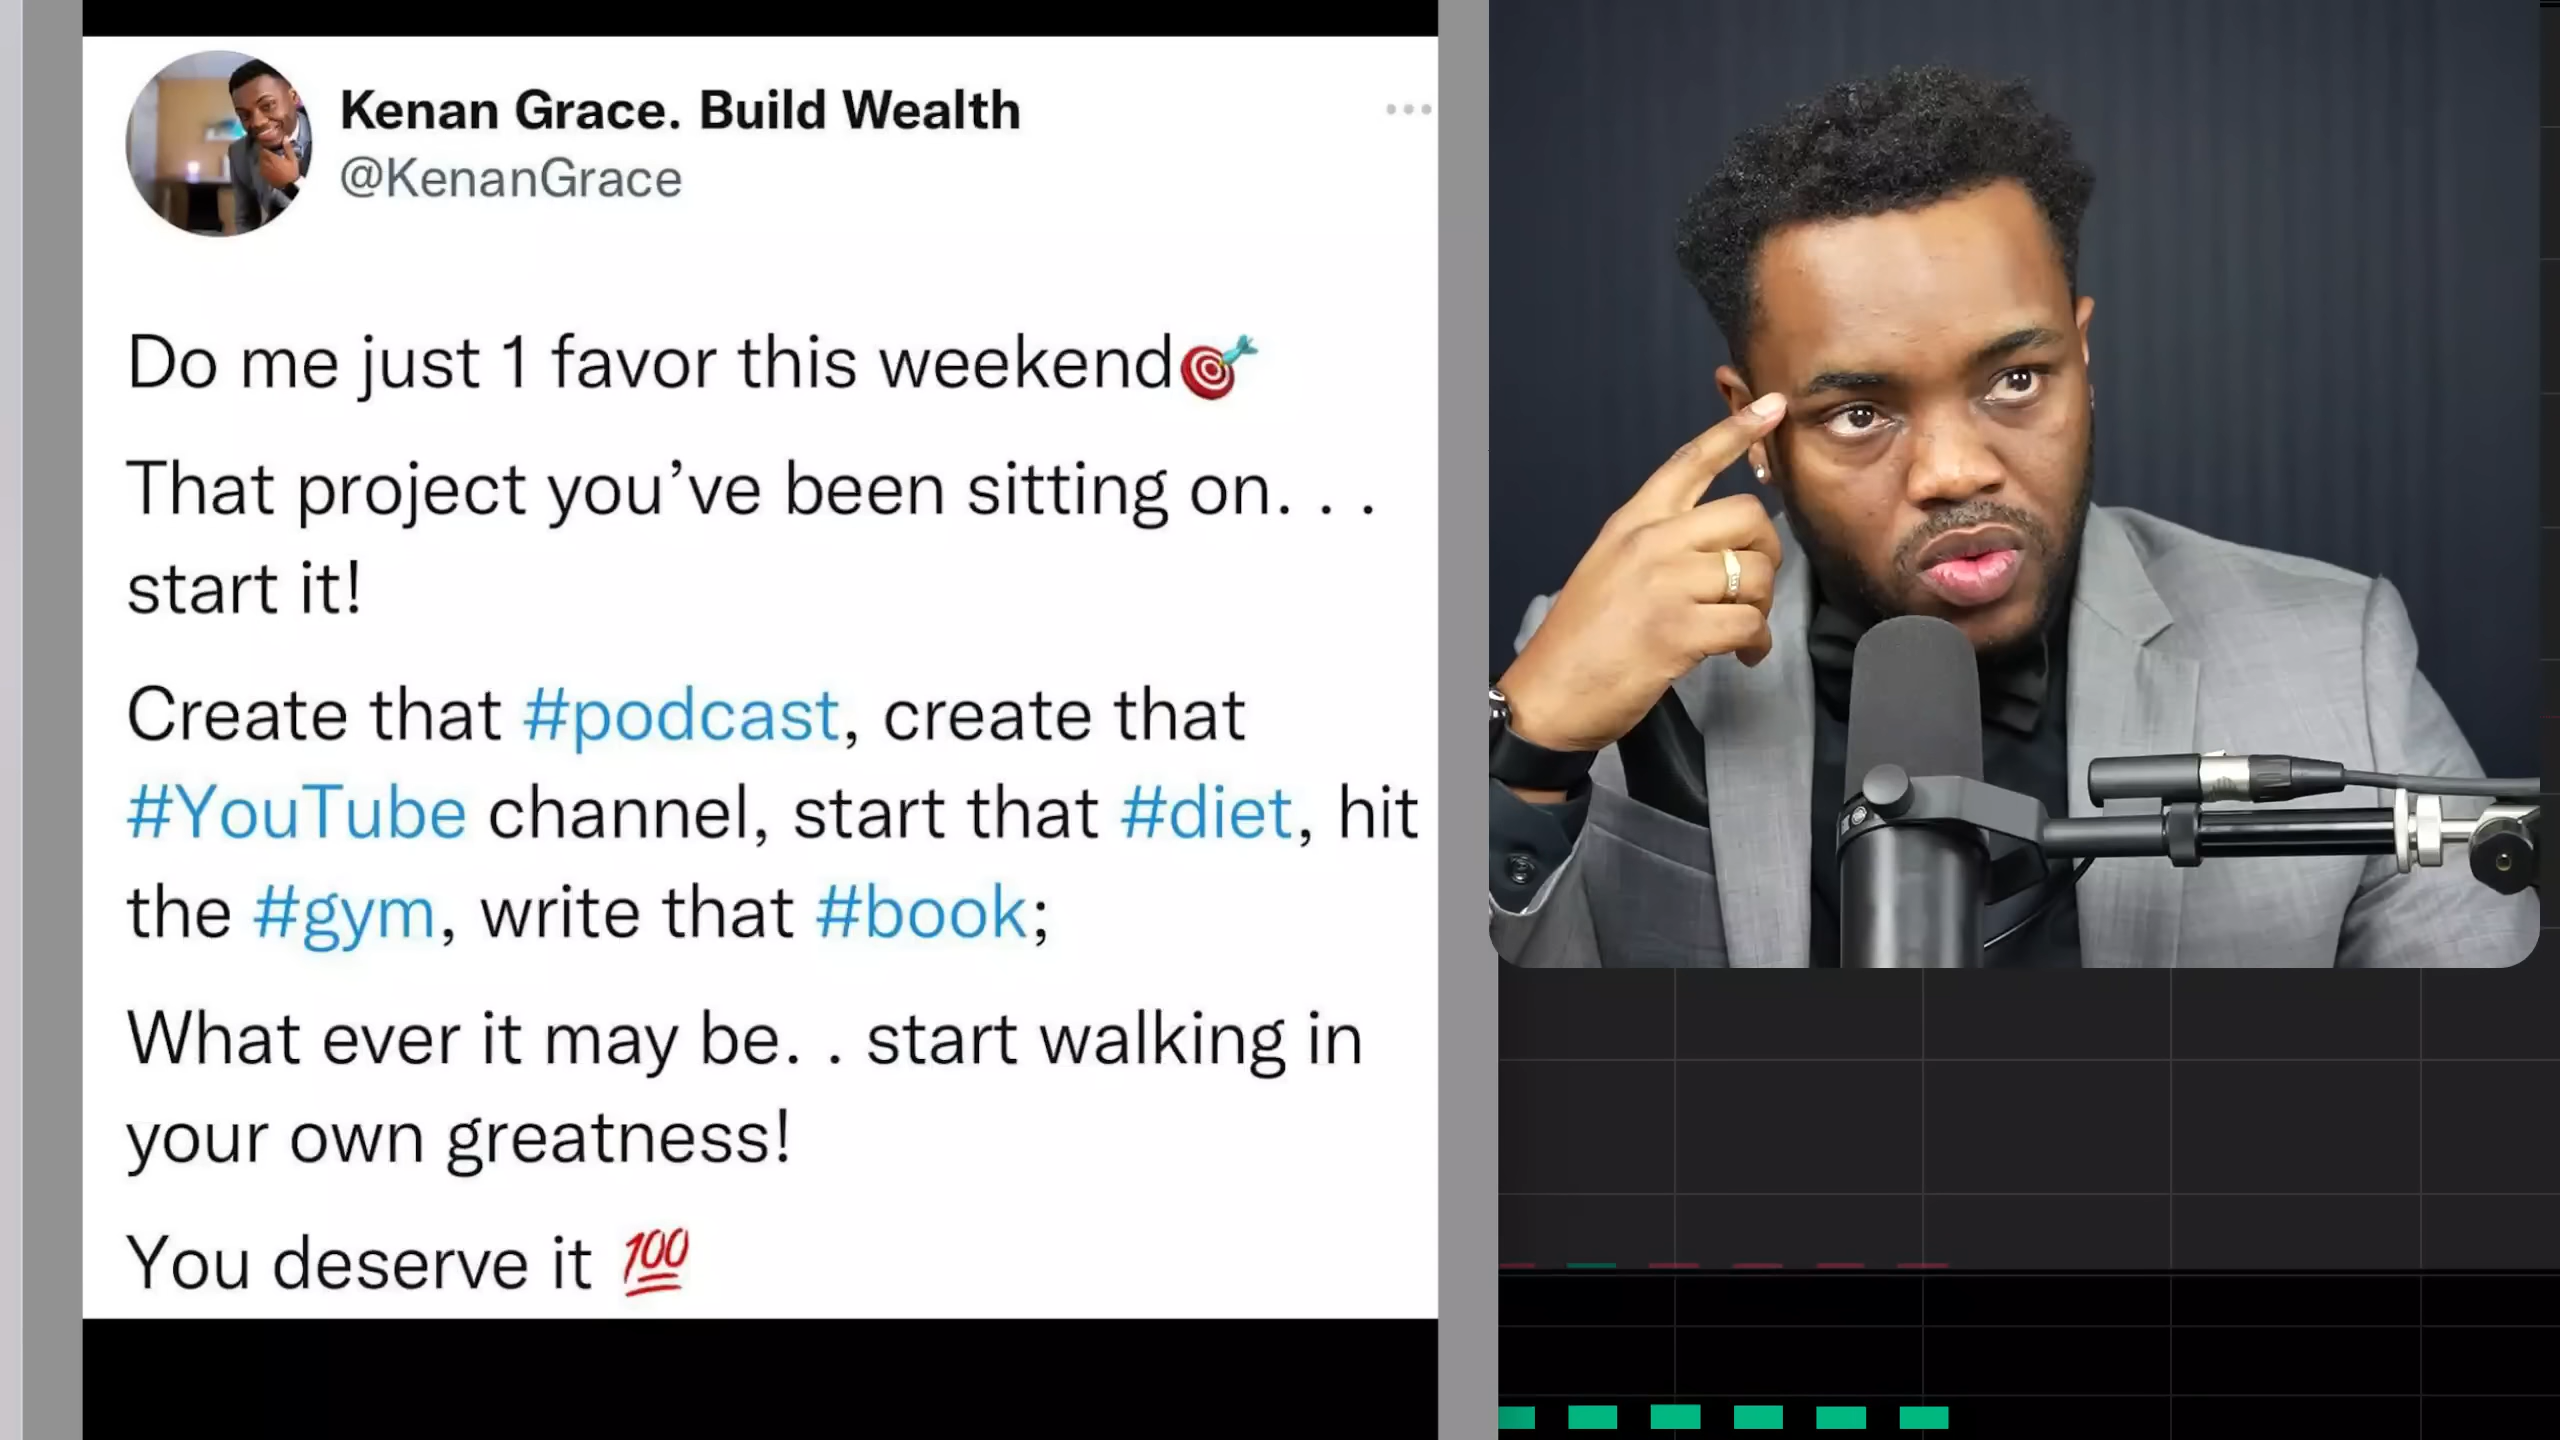 Kenan Grace. Build Wealth
@KenanGrace
Do me just 1 favor this weekend🎯
That project you’ve been sitting on. . .
start it!
Create that #podcast, create that
#YouTube channel, start that #diet, hit
the #gym, write that #book;
What ever it may be. . start walking in
your own greatness!
You deserve it 💯